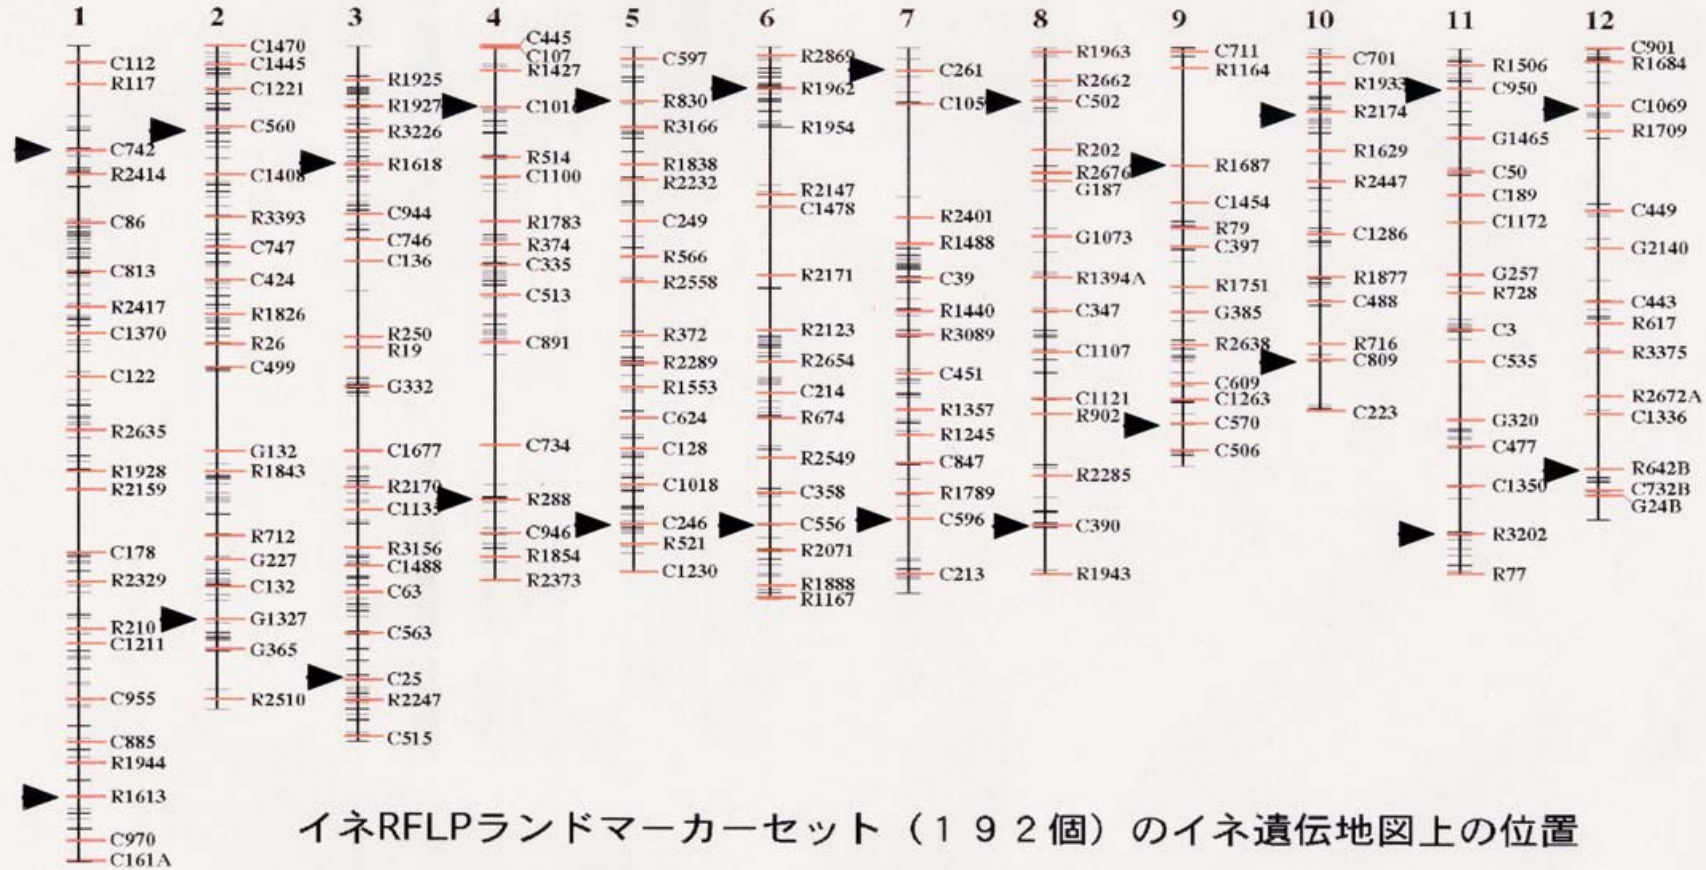 1 2 3 4 5 6 7 8 9 10 11 12
C112
R117
C742
R2414
C86
C813
R2417
C1370
C122
R2635
R1928
R2159
C178
R2329
R210
C1211
C955
C885
R1944
R1613
C970
C161A
C1470
C1445
C1221
C560
C1408
R3393
C747
C424
R1826
R26
C499
G132
R1843
R712
G227
C132
G1327
G365
R2510
R1925
R1927
R3226
R1618
C944
C746
C136
R250
R19
G332
C1677
R2170
C1135
R3156
C1488
C63
C563
C25
R2247
C515
C445
C107
R1427
C1016
R514
C1100
R1783
R374
C335
C513
C891
C734
R288
C946
R1854
R2373
C597
R830
R3166
R1838
R2232
C249
R566
R2558
R372
R2289
R1553
C624
C128
C1018
C246
R521
C1230
R2869
R1962
R1954
R2147
C1478
R2171
R2123
R2654
C214
R674
R2549
C358
C556
R2071
R1888
R1167
C261
R2401
R1488
C39
R1440
R3089
C451
R1357
R1245
C847
R1789
C596
C213
R1963
R2662
C502
R202
R2676
G187
G1073
R1394A
C347
C1107
C1121
R902
R2285
C390
R1943
C711
R1164
R1687
C1454
R79
C397
R1751
G385
R2638
C609
C1263
C570
C506
C701
R1933
R2174
R1629
R2447
C1286
R1877
C488
R716
C809
C223
R1506
C950
G1465
C50
C189
C1172
G257
R728
C3
C535
G320
C477
C1350
R3202
R77
C901
R1684
C1069
R1709
C449
G2140
C443
R617
R3375
R2672A
C1336
R642B
C732B
G24B
イネRFLPランドマーカーセット（１９２個）のイネ遺伝地図上の位置